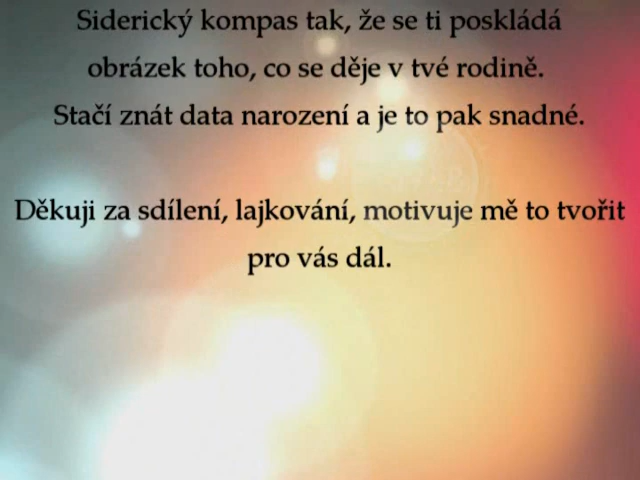 Siderický kompas tak, že se ti poskládá
obrázek toho, co se děje v tvé rodině.
Stačí znát data narození a je to pak snadné.
Děkuji za sdílení, lajkování, motivuje mě to tvořit
pro vás dál.